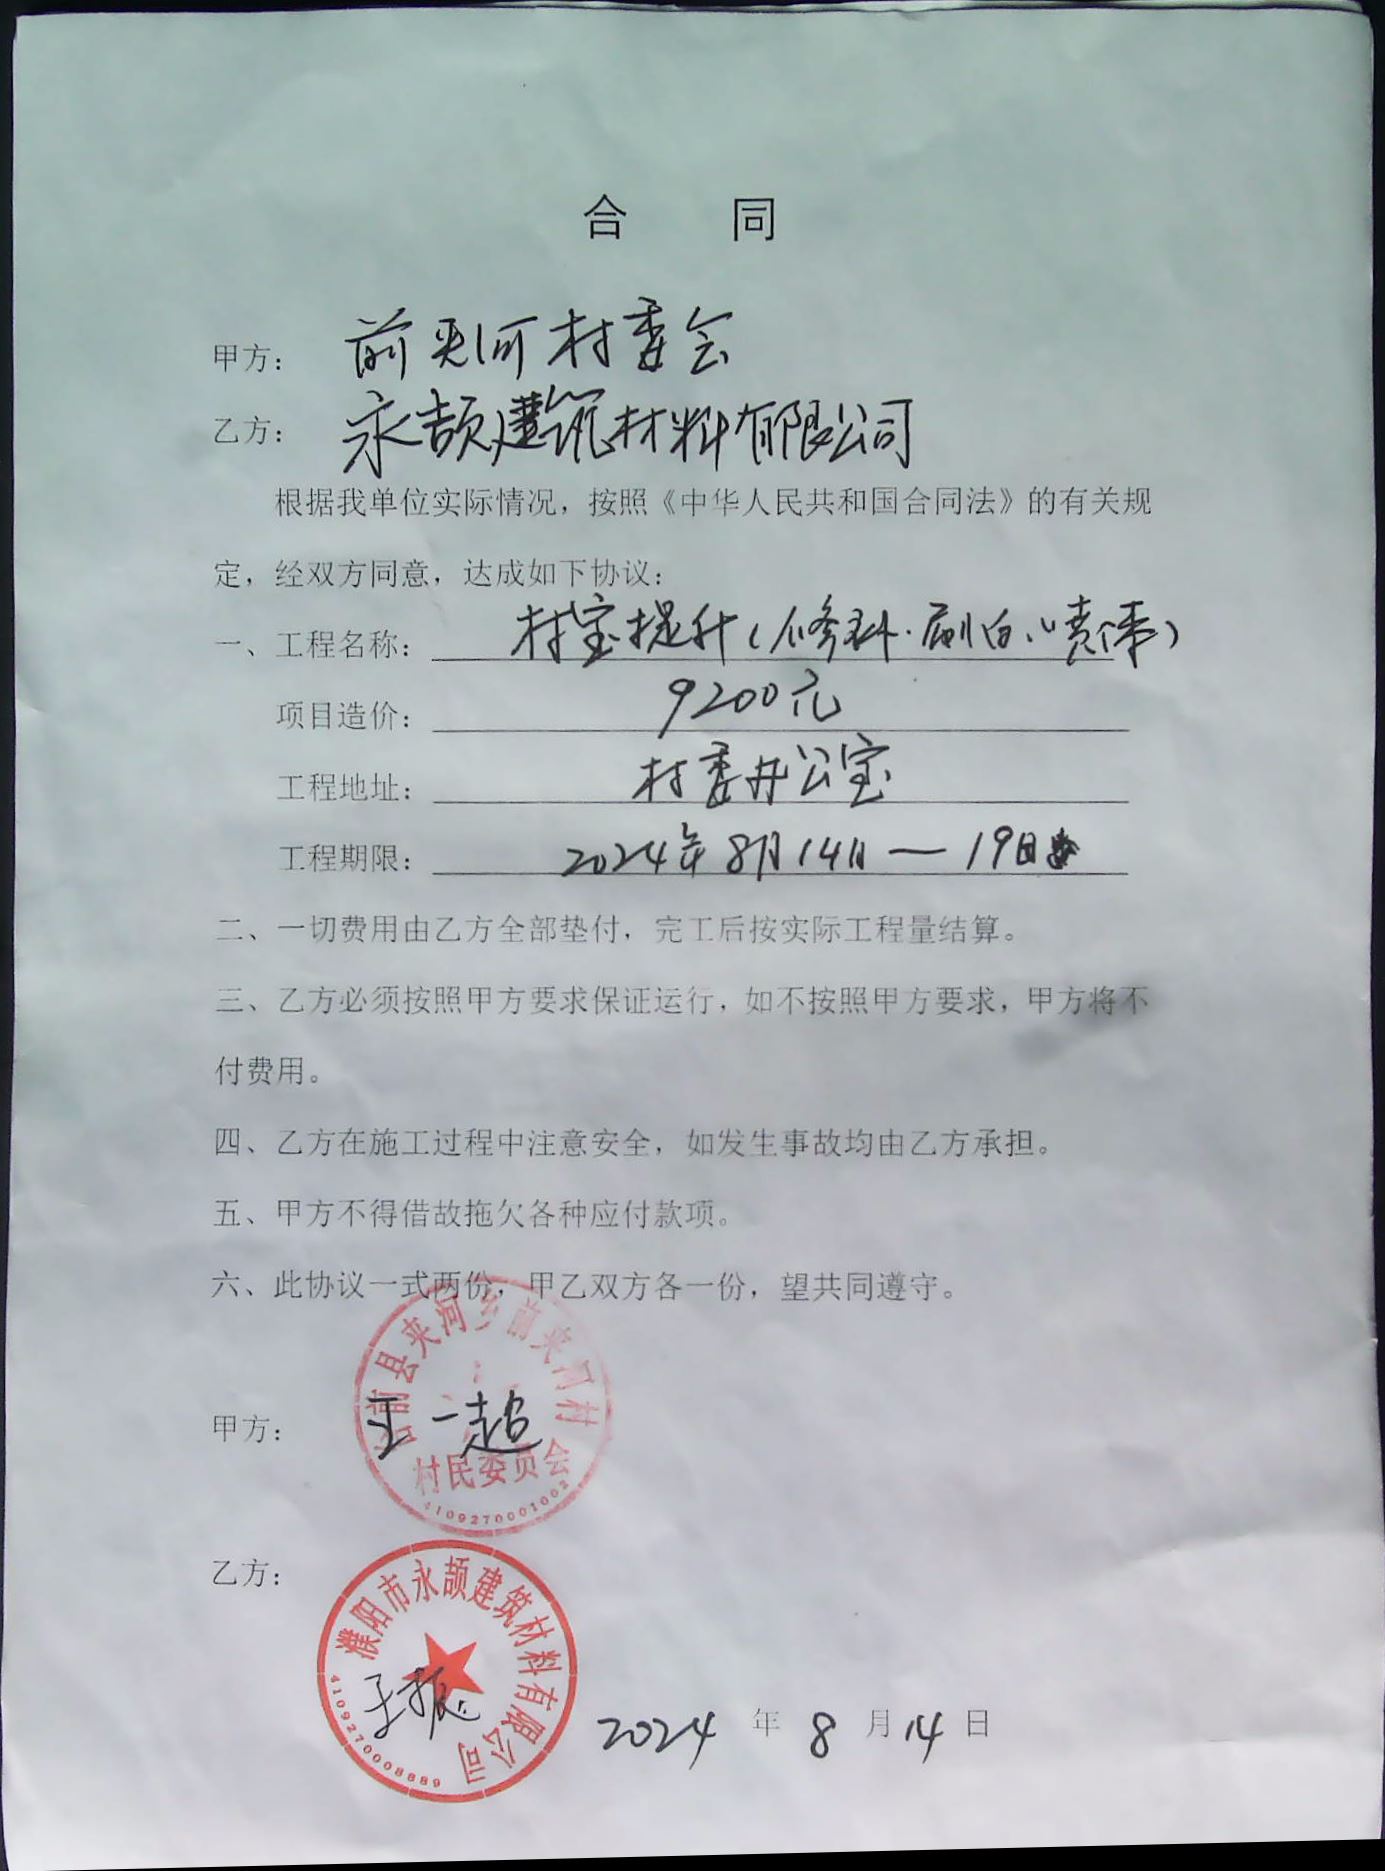 合 同
甲方： 前夹河村委会
乙方： 永颉建筑材料有限公司
根据我单位实际情况，按照《中华人民共和国合同法》的有关规
定，经双方同意，达成如下协议：
一、工程名称： 村室提升（修补.刷白、喷漆）
项目造价： 9200元
工程地址： 村委办公室
工程期限： 2024年8月14日—19日
二、一切费用由乙方全部垫付，完工后按实际工程量结算。
三、乙方必须按照甲方要求保证运行，如不按照甲方要求，甲方将不
付费用。
四、乙方在施工过程中注意安全，如发生事故均由乙方承担。
五、甲方不得借故拖欠各种应付款项。
六、此协议一式两份，甲乙双方各一份，望共同遵守。
台前县夹河乡前夹河村
甲方： 王一超
村民委员会
4109270001002
乙方：
濮阳市永颉建筑材料有限公司
王振
4109270008889
2024 年 8 月 14 日